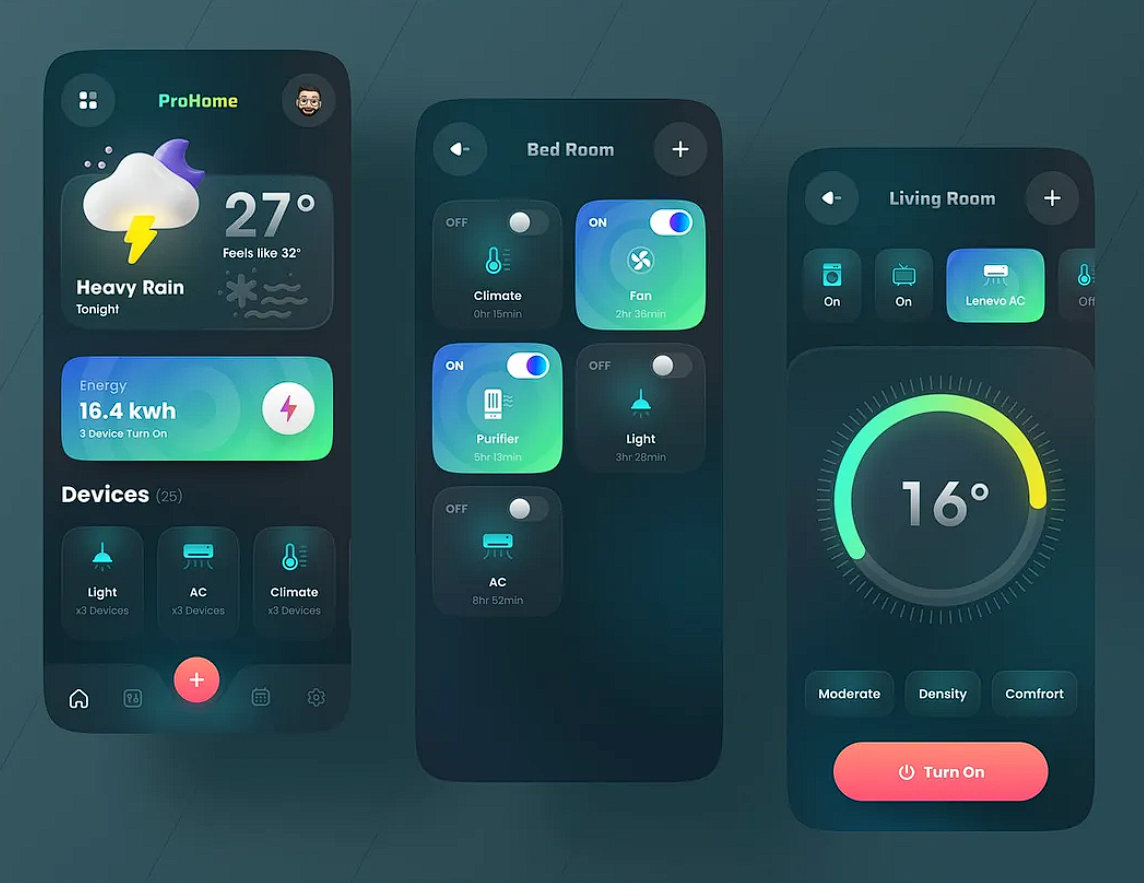 ProHome
27°
Feels like 32°
Heavy Rain
Tonight
Energy
16.4 kwh
3 Device Turn On
Devices (25)
Light
x3 Devices
AC
x3 Devices
Climate
x3 Devices
Bed Room
OFF
Climate
0hr 15min
ON
Fan
2hr 36min
ON
Purifier
5hr 13min
OFF
Light
3hr 28min
OFF
AC
8hr 52min
Living Room
On
On
Lenevo AC
Off
16°
Moderate
Density
Comfrort
Turn On